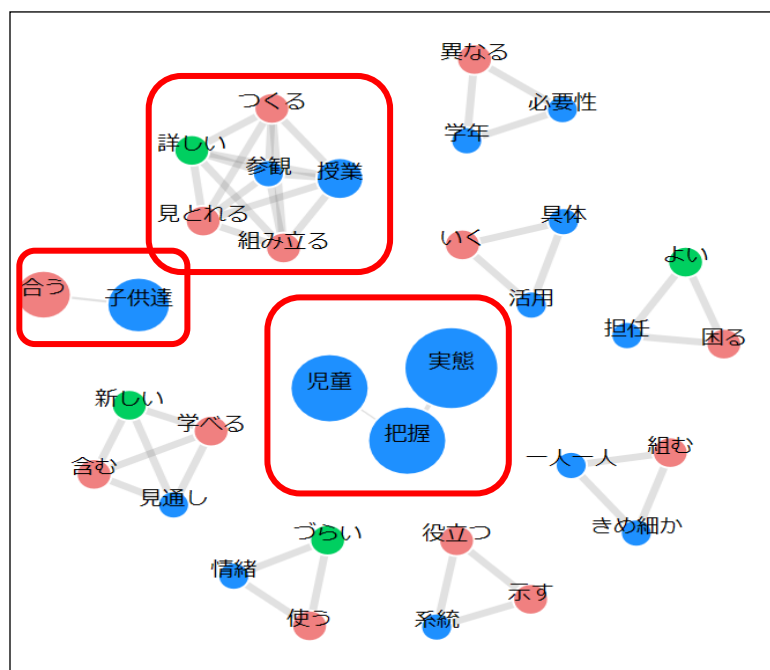 異なる
必要性
学年
つくる
詳しい
参観
授業
見とれる
組み立る
いく
具体
活用
よい
担任
困る
合う
子供達
児童
実態
把握
新しい
学べる
含む
見通し
一人一人
組む
きめ細か
づらい
情緒
使う
役立つ
示す
系統